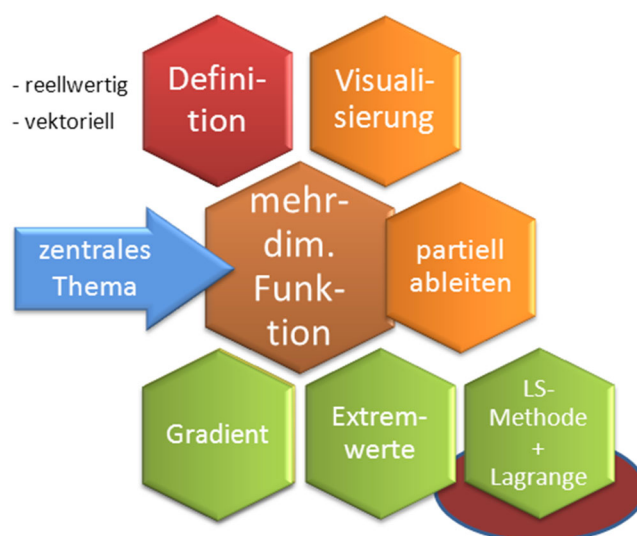 - reellwertig
- vektoriell
Defini-
tion
Visuali-
sierung
zentrales
Thema
mehr-
dim.
Funk-
tion
partiell
ableiten
Gradient
Extrem-
werte
LS-
Methode
+
Lagrange